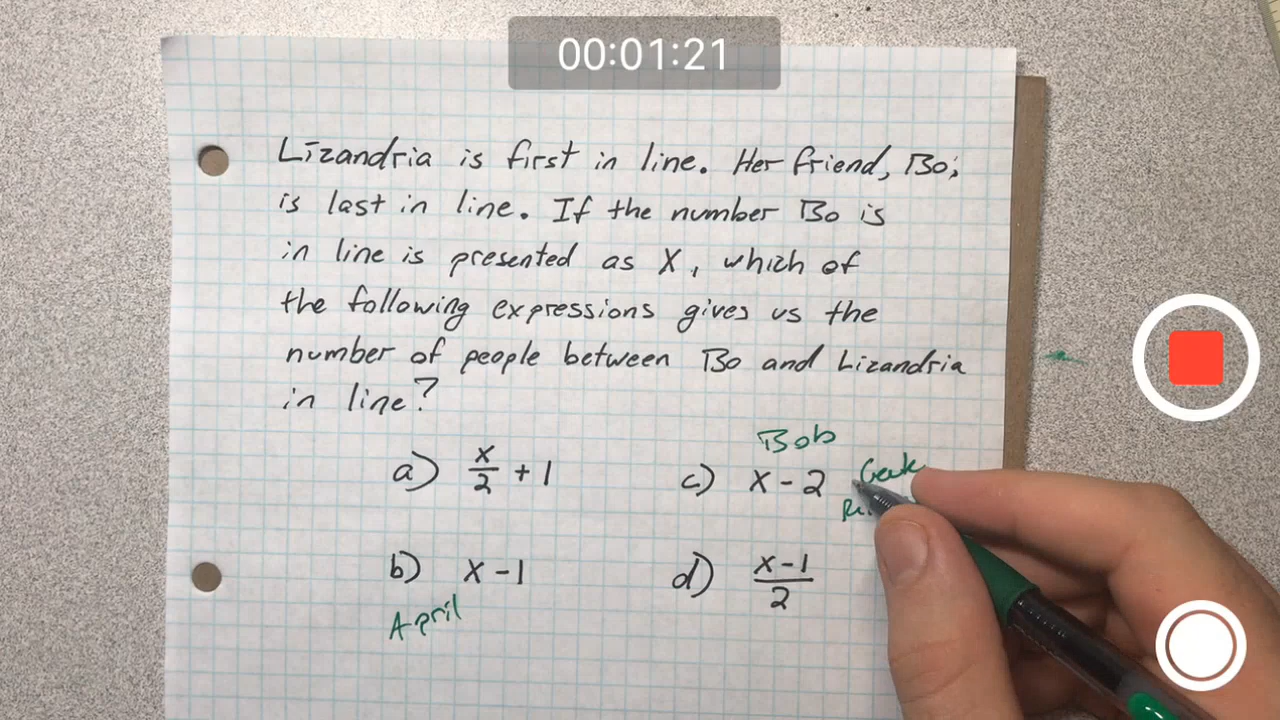 00:01:21
Lizandria is first in line. Her friend, Bo,
is last in line. If the number Bo is
in line is presented as X, which of
the following expressions gives us the
number of people between Bo and Lizandria
in line?
Bob
a) x/2 + 1
c) x - 2
b) x - 1
d) (x - 1)/2
April